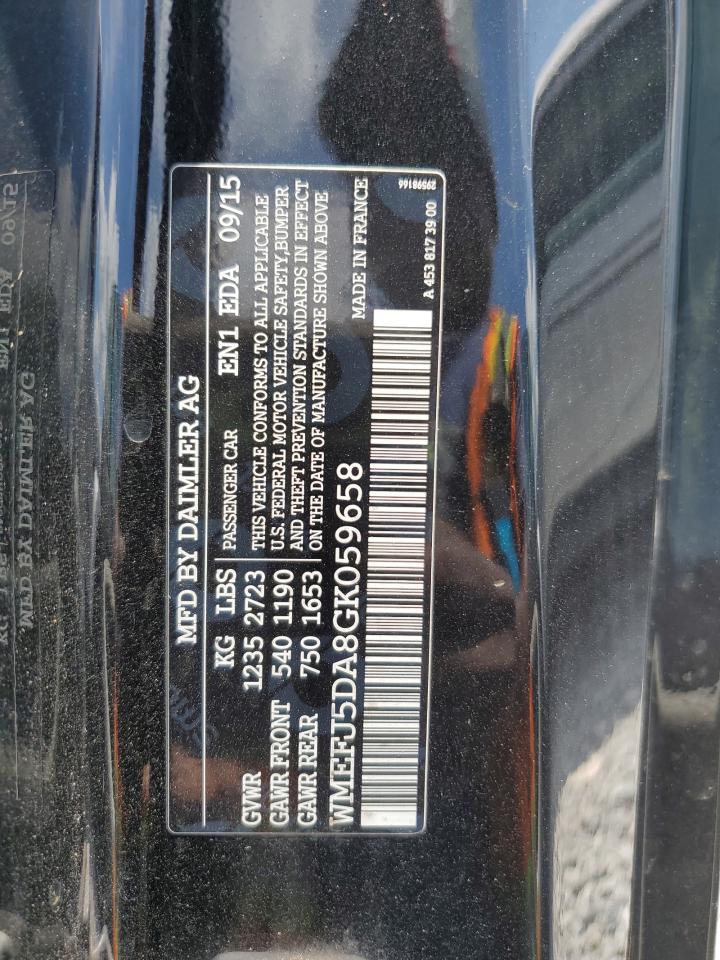 MFD BY DAIMLER AG
KG LBS PASSENGER CAR EN1 EDA 09/15
GVWR 1235 2723 THIS VEHICLE CONFORMS TO ALL APPLICABLE
GAWR FRONT 540 1190 U.S. FEDERAL MOTOR VEHICLE SAFETY,BUMPER
GAWR REAR 750 1653 AND THEFT PREVENTION STANDARDS IN EFFECT
ON THE DATE OF MANUFACTURE SHOWN ABOVE
WMEFJ5DA8GK059658 MADE IN FRANCE
A 453 817 39 00 29598166